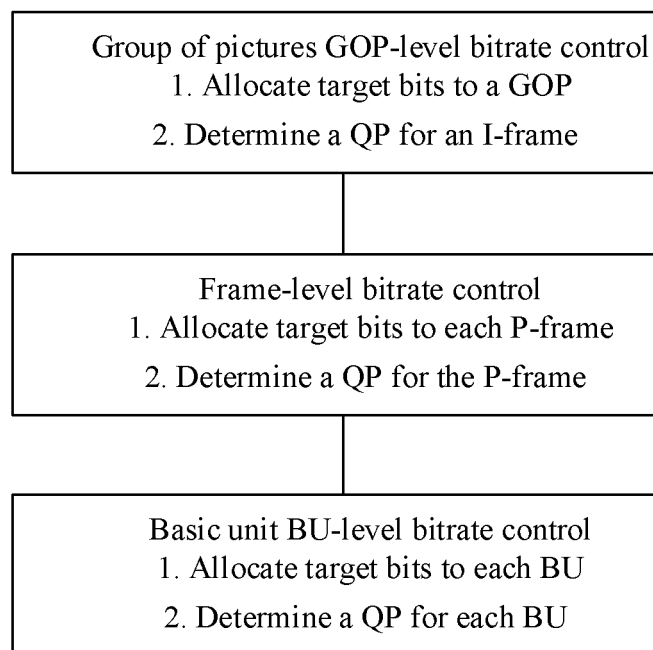 Group of pictures GOP-level bitrate control
1. Allocate target bits to a GOP
2. Determine a QP for an I-frame
Frame-level bitrate control
1. Allocate target bits to each P-frame
2. Determine a QP for the P-frame
Basic unit BU-level bitrate control
1. Allocate target bits to each BU
2. Determine a QP for each BU